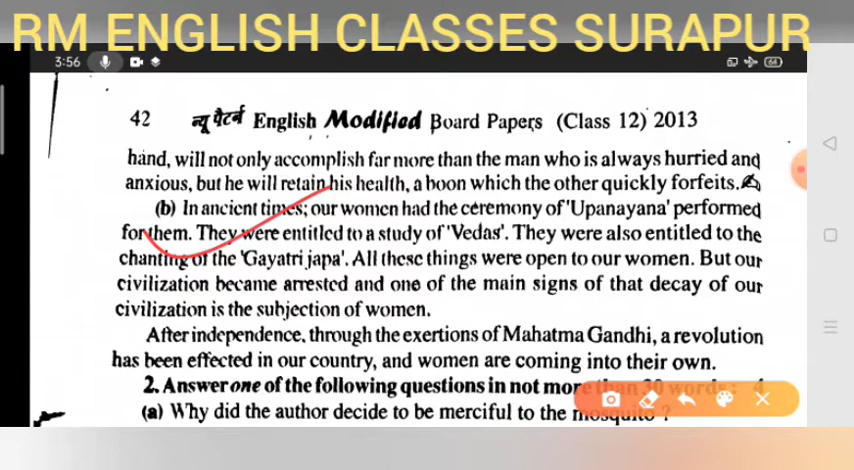 RM ENGLISH CLASSES SURAPUR
3:56 64
42 न्यू पैटर्न English Modified Board Papers (Class 12) 2013
hand, will not only accomplish far more than the man who is always hurried and
anxious, but he will retain his health, a boon which the other quickly forfeits.
(b) In ancient times; our women had the ceremony of 'Upanayana' performed
for them. They were entitled to a study of 'Vedas'. They were also entitled to the
chanting of the 'Gayatri japa'. All these things were open to our women. But our
civilization became arrested and one of the main signs of that decay of our
civilization is the subjection of women.
After independence, through the exertions of Mahatma Gandhi, a revolution
has been effected in our country, and women are coming into their own.
2. Answer one of the following questions in not more than 30 words : 4
(a) Why did the author decide to be merciful to the mosquito ?